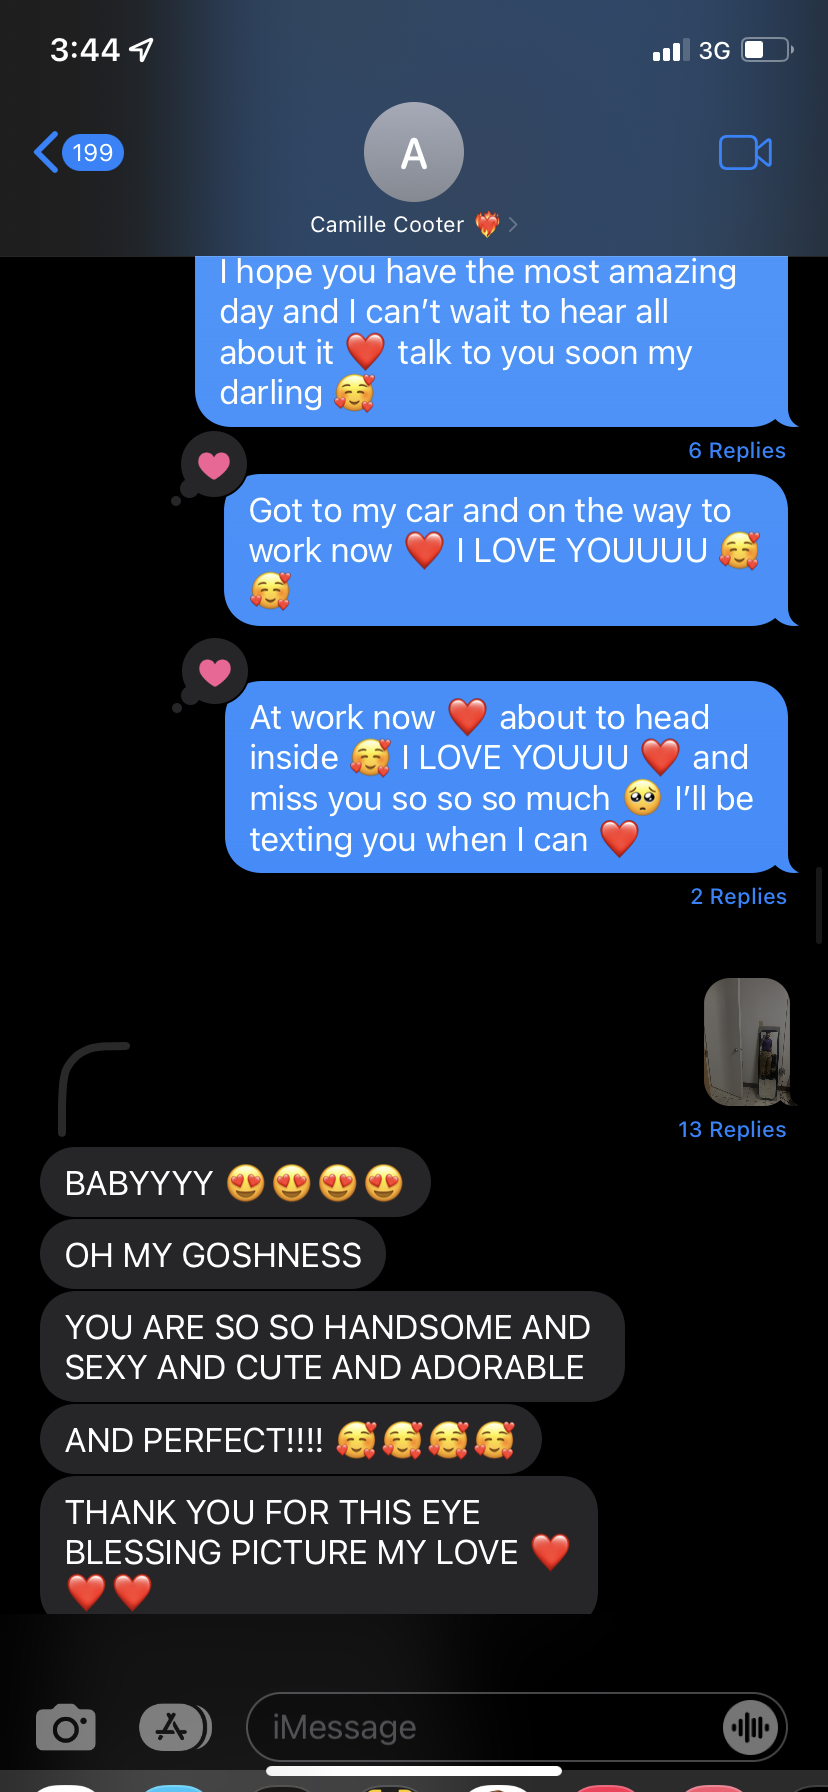 3:44
3G
199
A
Camille Cooter ❤️‍🔥
I hope you have the most amazing
day and I can’t wait to hear all
about it ❤️ talk to you soon my
darling 🥰
6 Replies
Got to my car and on the way to
work now ❤️ I LOVE YOUUUU 🥰
🥰
At work now ❤️ about to head
inside 🥰 I LOVE YOUUU ❤️ and
miss you so so so much 🥺 I’ll be
texting you when I can ❤️
2 Replies
13 Replies
BABYYYY 😍😍😍😍
OH MY GOSHNESS
YOU ARE SO SO HANDSOME AND
SEXY AND CUTE AND ADORABLE
AND PERFECT!!!! 🥰🥰🥰🥰
THANK YOU FOR THIS EYE
BLESSING PICTURE MY LOVE ❤️
❤️❤️
iMessage